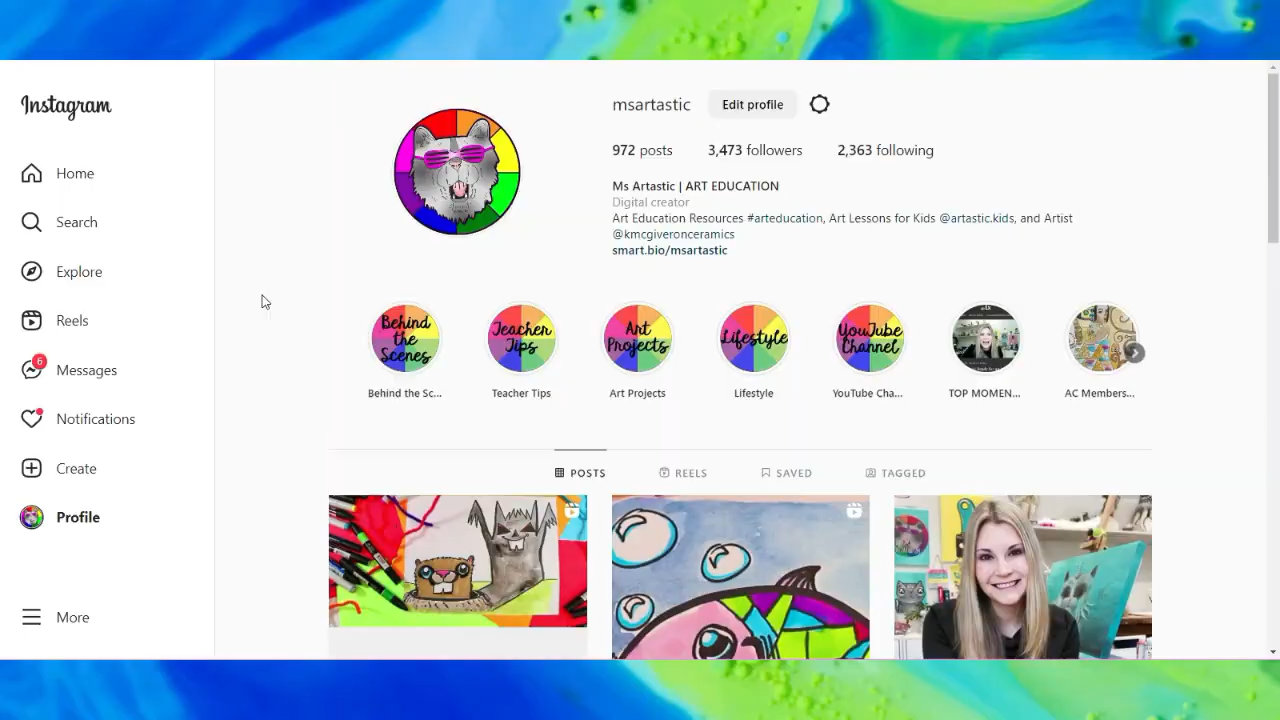 Instagram
Home
Search
Explore
Reels
6
Messages
Notifications
Create
Profile
More
msartastic
Edit profile
972 posts
3,473 followers
2,363 following
Ms Artastic | ART EDUCATION
Digital creator
Art Education Resources #arteducation, Art Lessons for Kids @artastic.kids, and Artist
@kmcgiveronceramics
smart.bio/msartastic
Behind
the
Scenes
Teacher
Tips
Art
Projects
Lifestyle
YouTube
Channel
Behind the Sc...
Teacher Tips
Art Projects
Lifestyle
YouTube Cha...
TOP MOMEN...
AC Members...
POSTS
REELS
SAVED
TAGGED